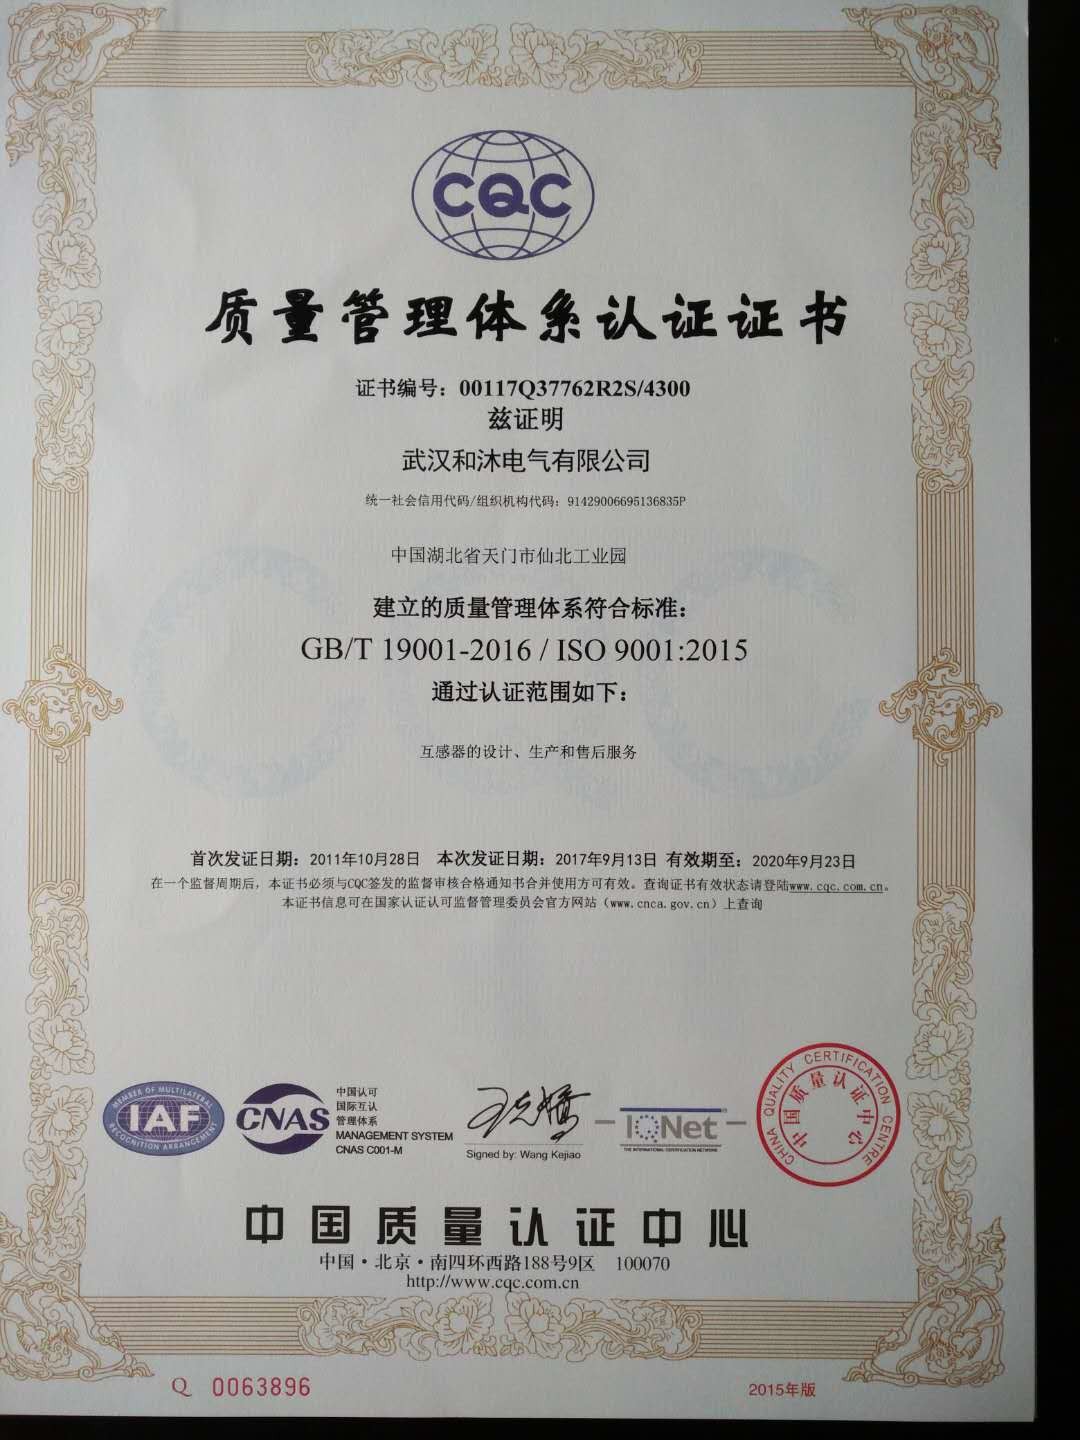 CQC
质量管理体系认证证书
证书编号：00117Q37762R2S/4300
兹证明
武汉和沐电气有限公司
统一社会信用代码/组织机构代码：91429006695136835P
中国湖北省天门市仙北工业园
建立的质量管理体系符合标准：
GB/T 19001-2016 / ISO 9001:2015
通过认证范围如下：
互感器的设计、生产和售后服务
首次发证日期：2011年10月28日 本次发证日期：2017年9月13日 有效期至：2020年9月23日
在一个监督周期后，本证书必须与CQC签发的监督审核合格通知书合并使用方可有效。查询证书有效状态请登陆www.cqc.com.cn。
本证书信息可在国家认证认可监督管理委员会官方网站（www.cnca.gov.cn）上查询
MEMBER OF MULTILATERAL
IAF
RECOGNITION ARRANGEMENT
CNAS
中国认可
国际互认
管理体系
MANAGEMENT SYSTEM
CNAS C001-M
Signed by: Wang Kejiao
IQNet
THE INTERNATIONAL CERTIFICATION NETWORK
CHINA QUALITY CERTIFICATION CENTRE
中国质量认证中心
中国质量认证中心
中国·北京·南四环西路188号9区 100070
http://www.cqc.com.cn
Q 0063896
2015年版